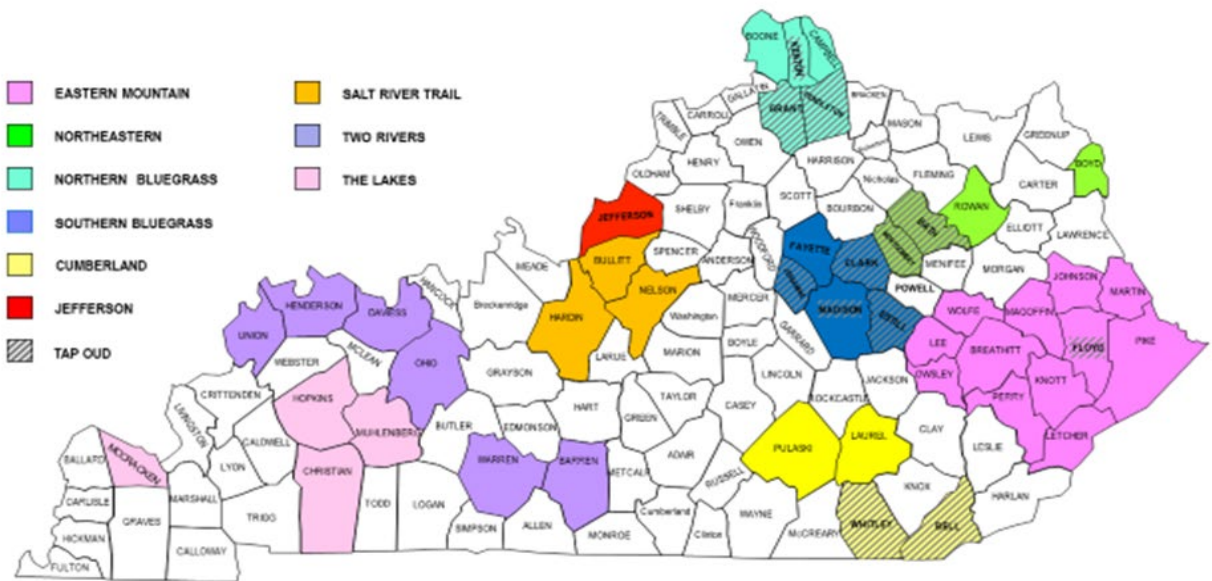 EASTERN MOUNTAIN
NORTHEASTERN
NORTHERN BLUEGRASS
SOUTHERN BLUEGRASS
CUMBERLAND
JEFFERSON
TAP OUD
SALT RIVER TRAIL
TWO RIVERS
THE LAKES
BOONE
KENTON
CAMPBELL
GALLATIN
GRANT
PENDLETON
BRACKEN
CARROLL
TRIMBLE
OWEN
MASON
LEWIS
GREENUP
BOYD
HENRY
HARRISON
FLEMING
CARTER
OLDHAM
Nicholas
SCOTT
ROWAN
JEFFERSON
SHELBY
Franklin
BOURBON
BATH
ELLIOTT
LAWRENCE
BULLITT
SPENCER
ANDERSON
WOODFORD
FAYETTE
CLARK
MONTGOMERY
MENIFEE
MORGAN
JOHNSON
MARTIN
MEADE
HANCOCK
Breckenridge
HARDIN
NELSON
Washington
MERCER
MADISON
POWELL
ESTILL
WOLFE
MAGOFFIN
FLOYD
PIKE
HENDERSON
UNION
DAVIESS
WEBSTER
MCLEAN
OHIO
GRAYSON
LARUE
MARION
BOYLE
GARRARD
LEE
BREATHITT
OWSLEY
KNOTT
PERRY
LETCHER
CRITTENDEN
LIVINGSTON
HOPKINS
MUHLENBERG
BUTLER
EDMONSON
HART
GREEN
TAYLOR
CASEY
LINCOLN
ROCKCASTLE
JACKSON
CLAY
LESLIE
BALLARD
MCCRACKEN
CALDWELL
LYON
CHRISTIAN
WARREN
BARREN
METCALF
ADAIR
RUSSELL
PULASKI
LAUREL
KNOX
HARLAN
CARLISLE
GRAVES
MARSHALL
TRIGG
TODD
LOGAN
SIMPSON
ALLEN
MONROE
Cumberland
Clinton
WAYNE
McCREARY
WHITLEY
BELL
HICKMAN
FULTON
CALLOWAY